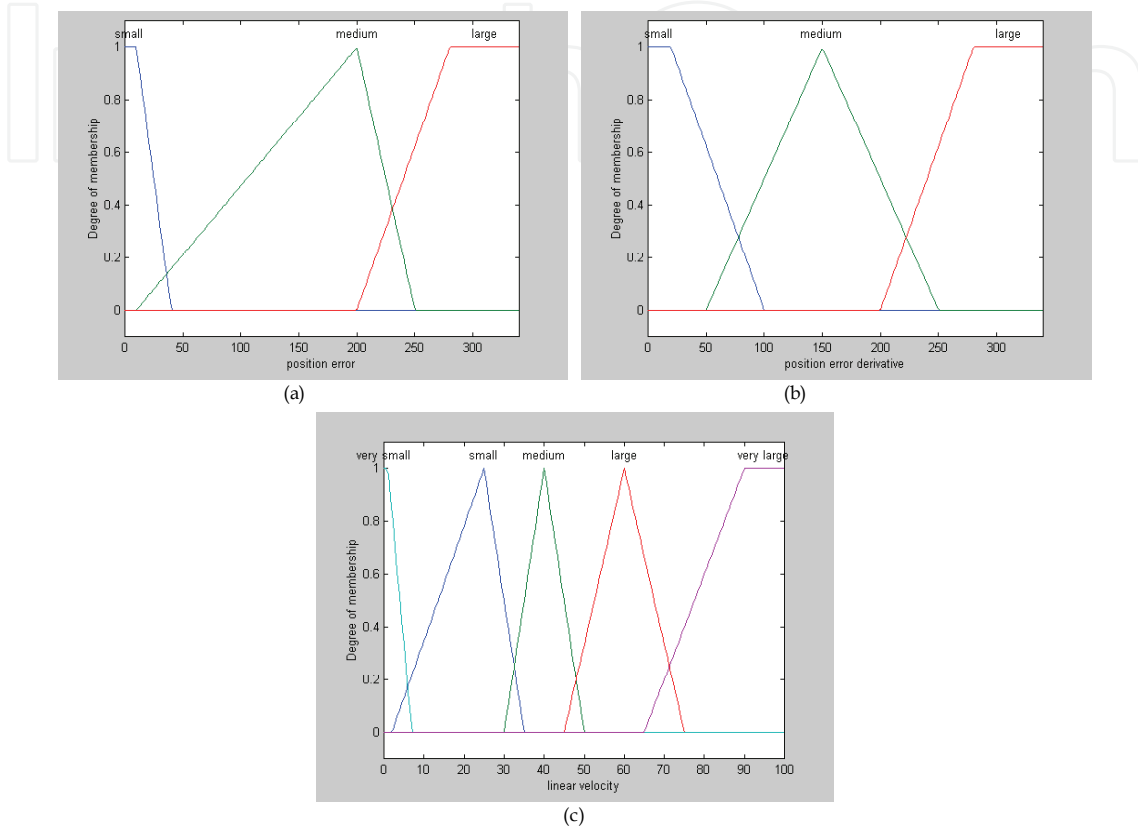 small medium large
Degree of membership
1
0.8
0.6
0.4
0.2
0
0 50 100 150 200 250 300
position error
(a)
small medium large
Degree of membership
1
0.8
0.6
0.4
0.2
0
0 50 100 150 200 250 300
position error derivative
(b)
very small small medium large very large
Degree of membership
1
0.8
0.6
0.4
0.2
0
0 10 20 30 40 50 60 70 80 90 100
linear velocity
(c)